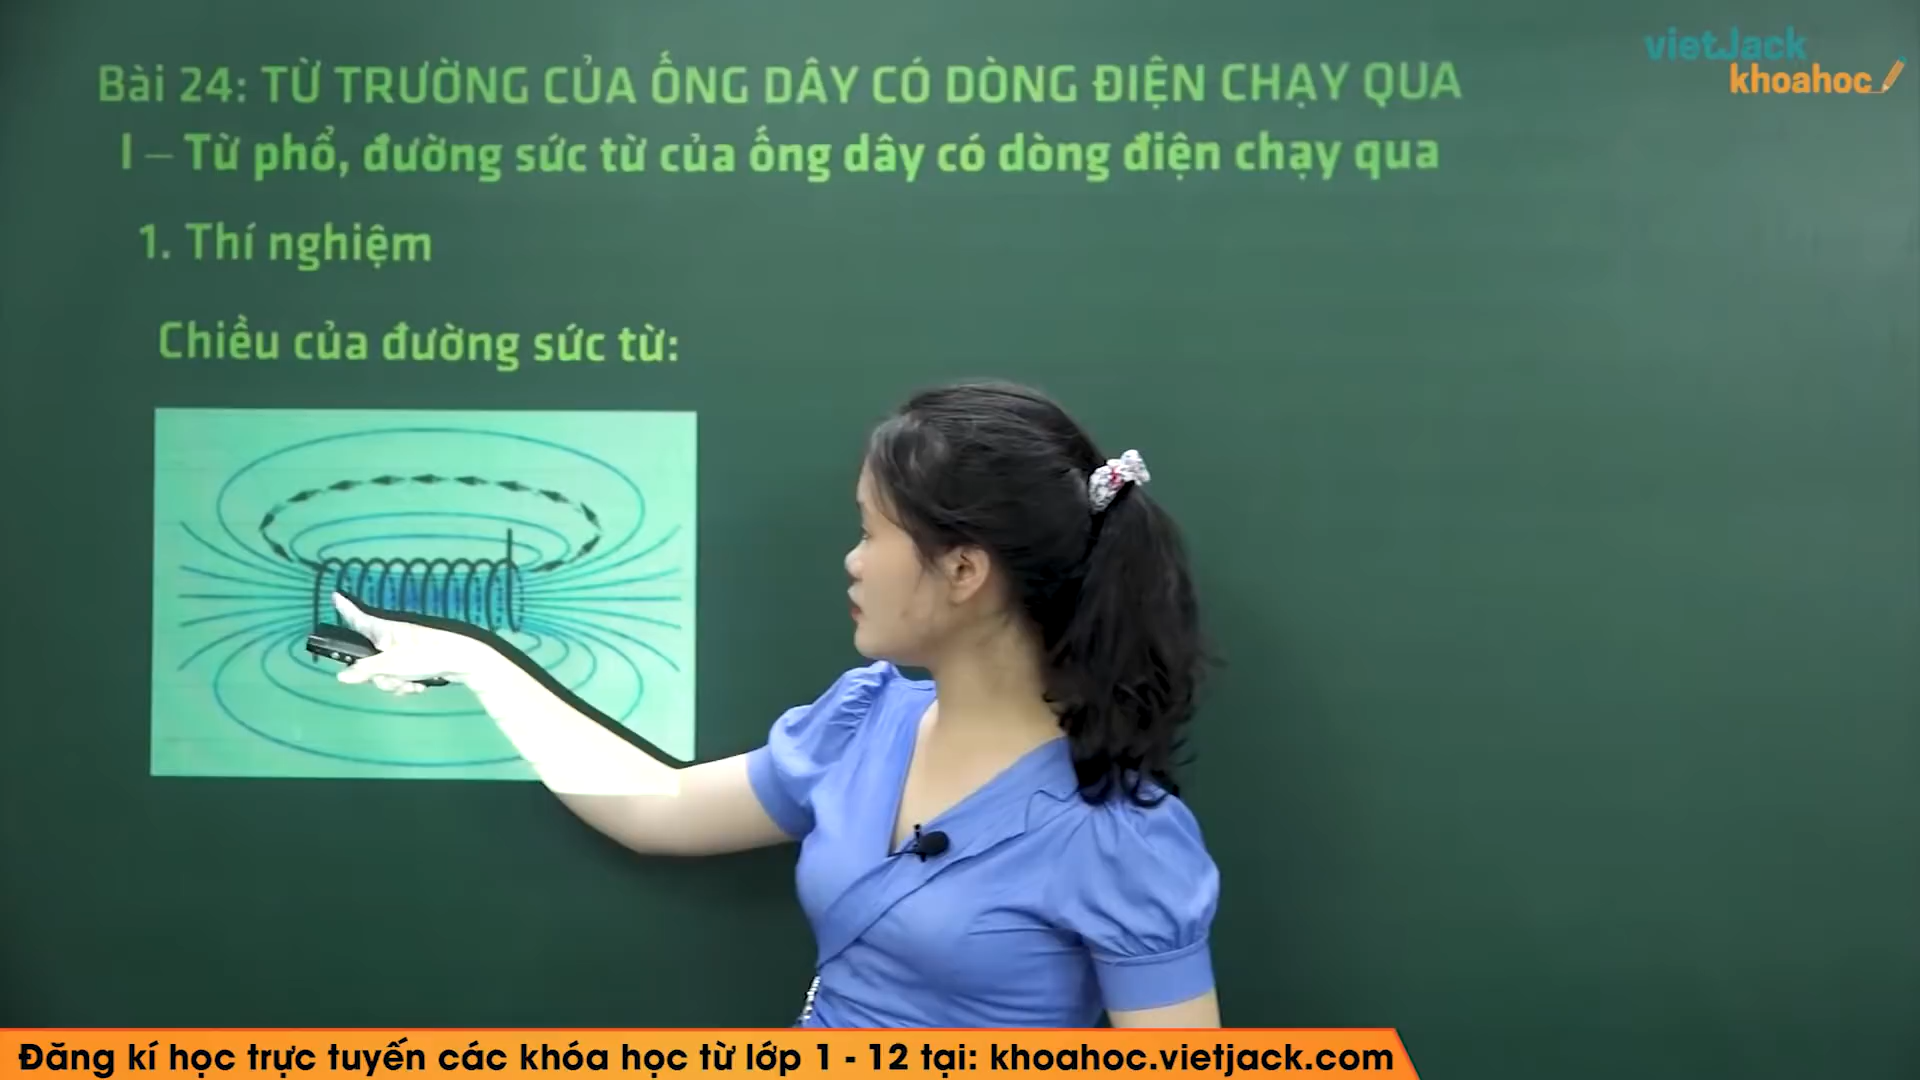 vietJack
khoahoc
Bài 24: TỪ TRƯỜNG CỦA ỐNG DÂY CÓ DÒNG ĐIỆN CHẠY QUA
I – Từ phổ, đường sức từ của ống dây có dòng điện chạy qua
1. Thí nghiệm
Chiều của đường sức từ:
Đăng kí học trực tuyến các khóa học từ lớp 1 - 12 tại: khoahoc.vietjack.com